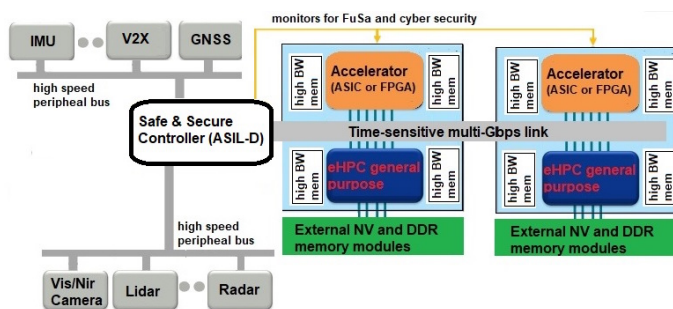 monitors for FuSa and cyber security
IMU
V2X
GNSS
high speed
peripheal bus
Safe & Secure
Controller (ASIL-D)
high BW
mem
Accelerator
(ASIC or FPGA)
high BW
mem
high BW
mem
Accelerator
(ASIC or FPGA)
high BW
mem
Time-sensitive multi-Gbps link
high BW
mem
eHPC general
purpose
high BW
mem
high BW
mem
eHPC general
purpose
high BW
mem
External NV and DDR
memory modules
External NV and DDR
memory modules
high speed
peripheal bus
Vis/Nir
Camera
Lidar
Radar